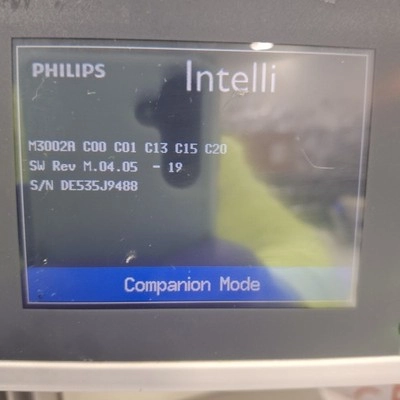 PHILIPS
Intelli
M3002A C00 C01 C13 C15 C20
SW Rev M.04.05 - 19
S/N DE535J9488
Companion Mode